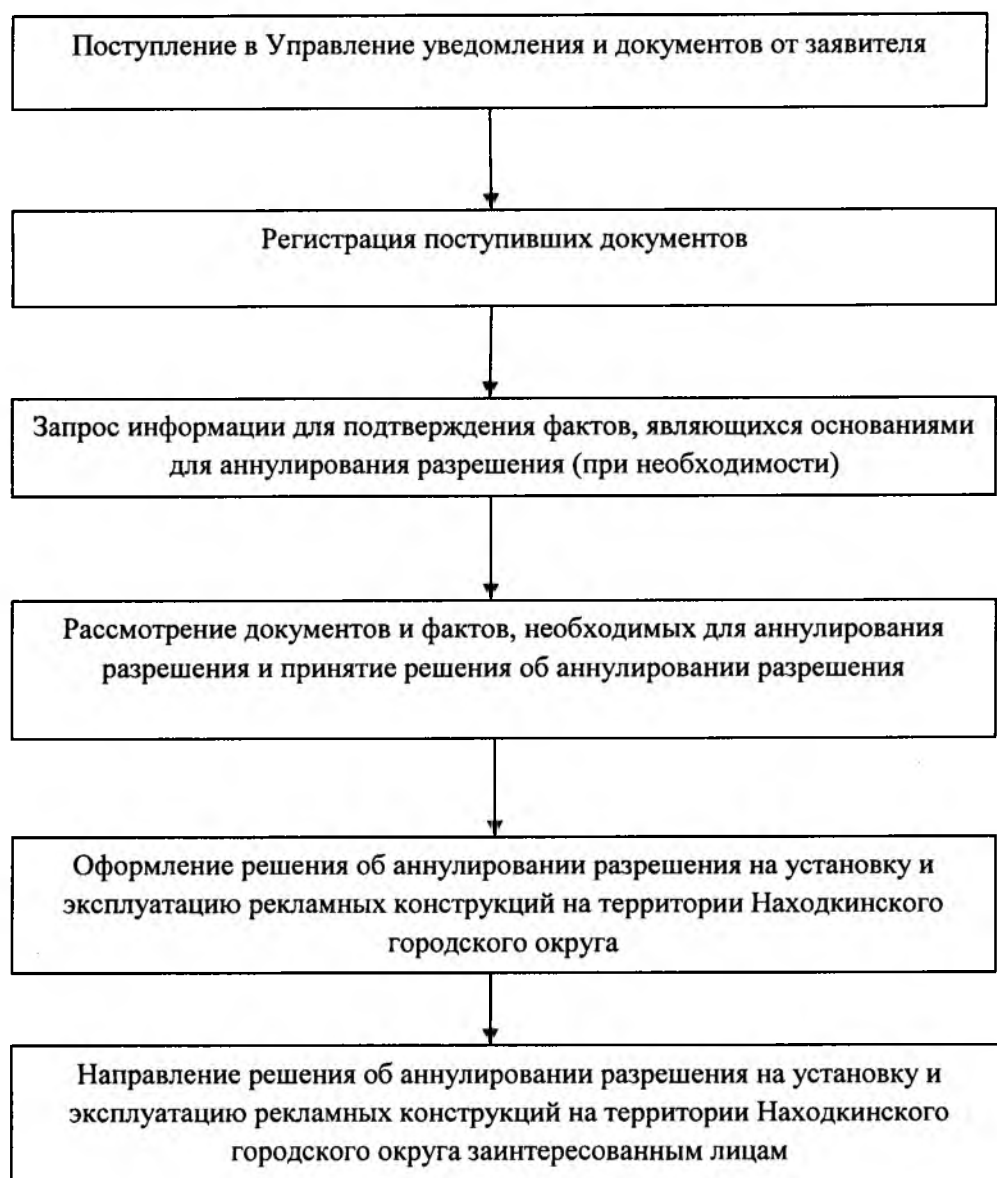 Поступление в Управление уведомления и документов от заявителя
Регистрация поступивших документов
Запрос информации для подтверждения фактов, являющихся основаниями
для аннулирования разрешения (при необходимости)
Рассмотрение документов и фактов, необходимых для аннулирования
разрешения и принятие решения об аннулировании разрешения
Оформление решения об аннулировании разрешения на установку и
эксплуатацию рекламных конструкций на территории Находкинского
городского округа
Направление решения об аннулировании разрешения на установку и
эксплуатацию рекламных конструкций на территории Находкинского
городского округа заинтересованным лицам